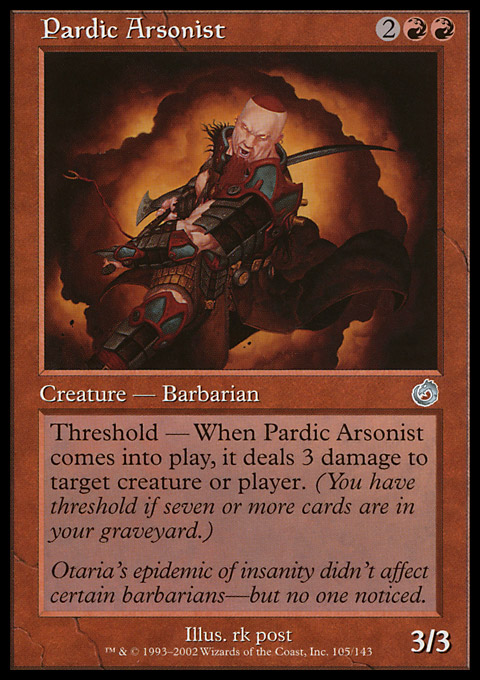 Pardic Arsonist 2
Creature — Barbarian
Threshold — When Pardic Arsonist
comes into play, it deals 3 damage to
target creature or player. (You have
threshold if seven or more cards are in
your graveyard.)
Otaria's epidemic of insanity didn't affect
certain barbarians—but no one noticed.
Illus. rk post
™ & © 1993–2002 Wizards of the Coast, Inc. 105/143
3/3